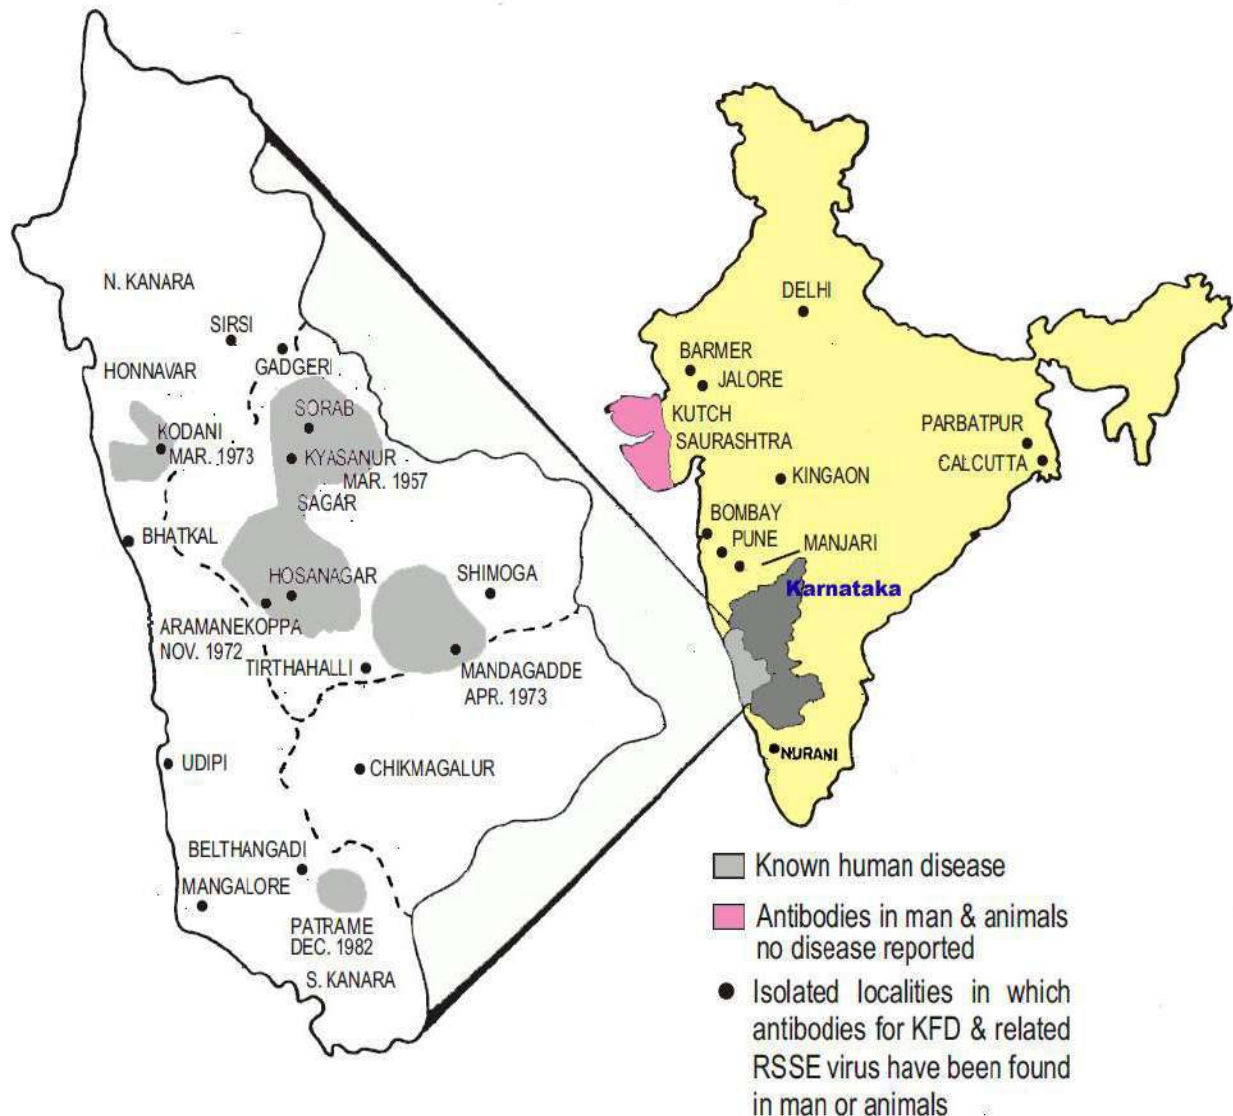 N. KANARA
SIRSI
HONNAVAR
GADGERI
SORAB
KODANI
MAR. 1973
KYASANUR
MAR. 1957
SAGAR
BHATKAL
HOSANAGAR
SHIMOGA
ARAMANEKOPPA
NOV. 1972
TIRTHAHALLI
MANDAGADDE
APR. 1973
UDIPI
CHIKMAGALUR
BELTHANGADI
MANGALORE
PATRAME
DEC. 1982
S. KANARA
DELHI
BARMER
JALORE
KUTCH
SAURASHTRA
PARBATPUR
CALCUTTA
KINGAON
BOMBAY
PUNE
MANJARI
Karnataka
NURANI
Known human disease
Antibodies in man & animals
no disease reported
Isolated localities in which
antibodies for KFD & related
RSSE virus have been found
in man or animals